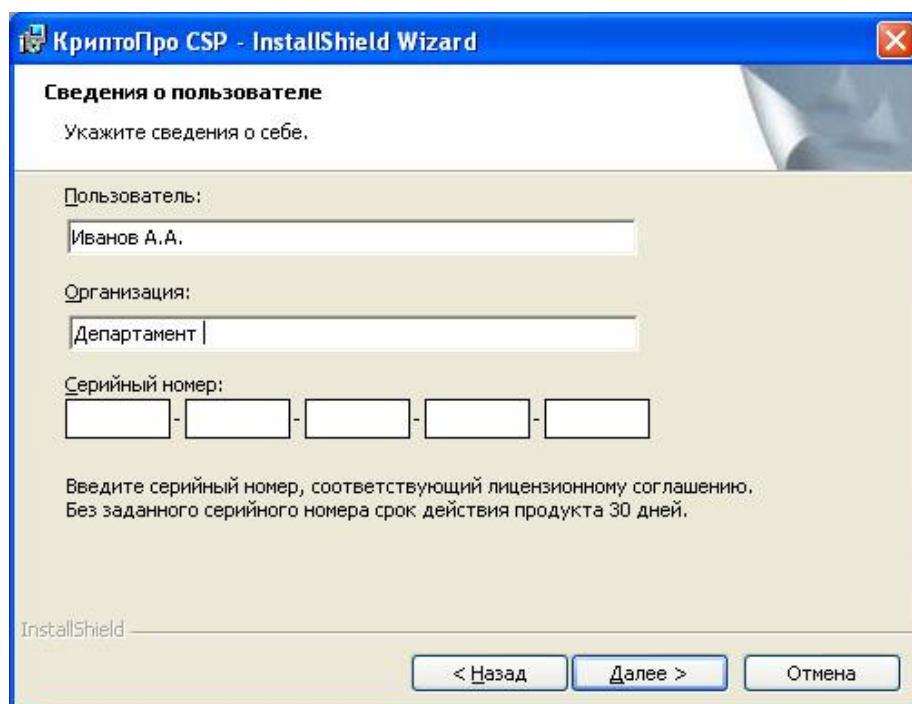 КриптоПро CSP - InstallShield Wizard
Сведения о пользователе
Укажите сведения о себе.
Пользователь:
Иванов А.А.
Организация:
Департамент
Серийный номер:
- - - -
Введите серийный номер, соответствующий лицензионному соглашению.
Без заданного серийного номера срок действия продукта 30 дней.
InstallShield
< Назад Далее > Отмена